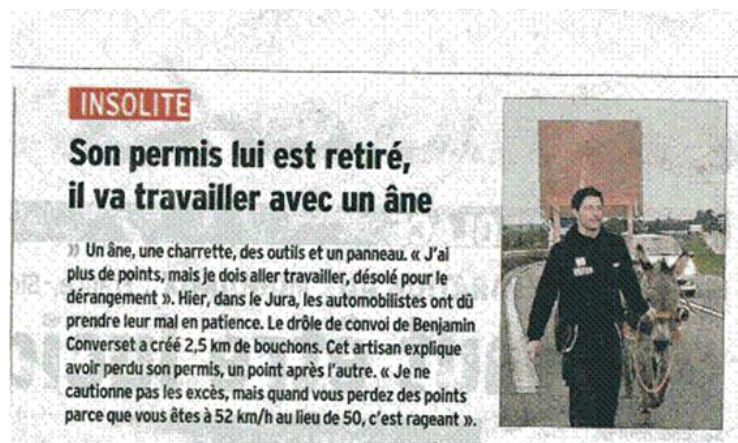 INSOLITE
Son permis lui est retiré,
il va travailler avec un âne
» Un âne, une charrette, des outils et un panneau. « J'ai
plus de points, mais je dois aller travailler, désolé pour le
dérangement ». Hier, dans le Jura, les automobilistes ont dû
prendre leur mal en patience. Le drôle de convoi de Benjamin
Converset a créé 2,5 km de bouchons. Cet artisan explique
avoir perdu son permis, un point après l'autre. « Je ne
cautionne pas les excès, mais quand vous perdez des points
parce que vous êtes à 52 km/h au lieu de 50, c'est rageant ».